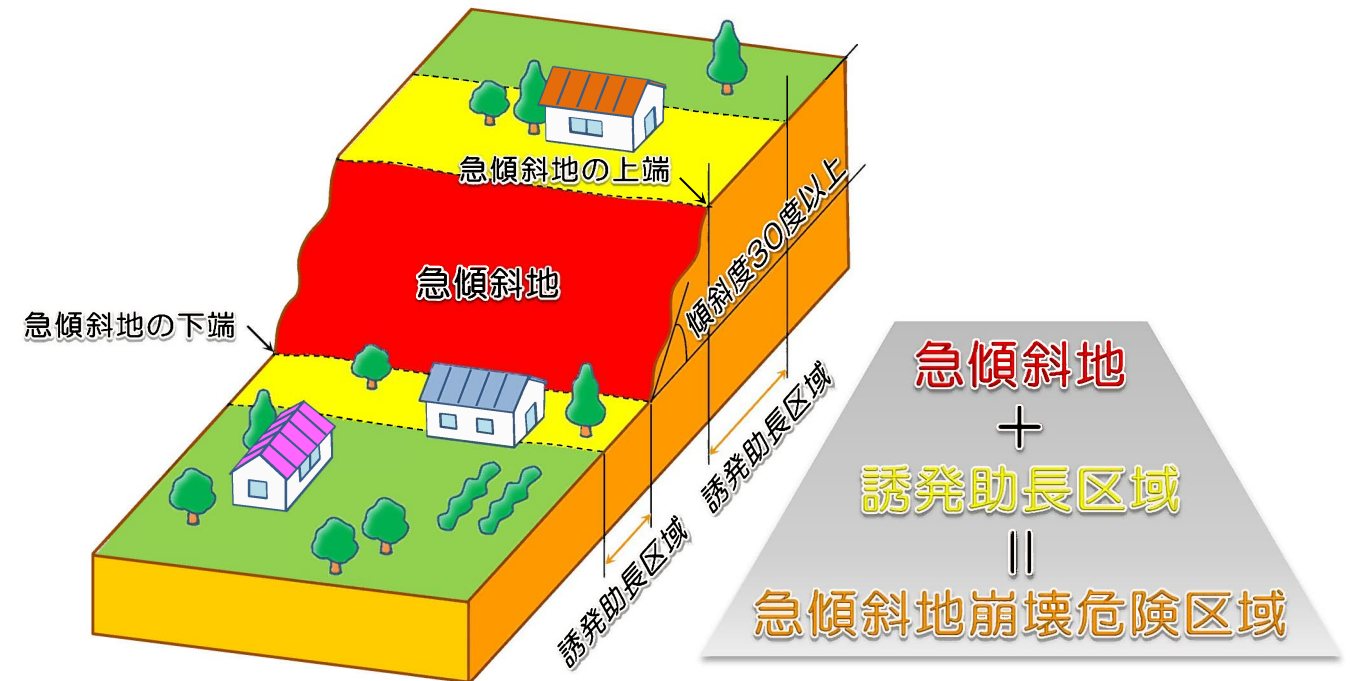 急傾斜地の上端
傾斜度30度以上
急傾斜地
急傾斜地の下端
誘発助長区域
誘発助長区域
急傾斜地
+
誘発助長区域
=
急傾斜地崩壊危険区域